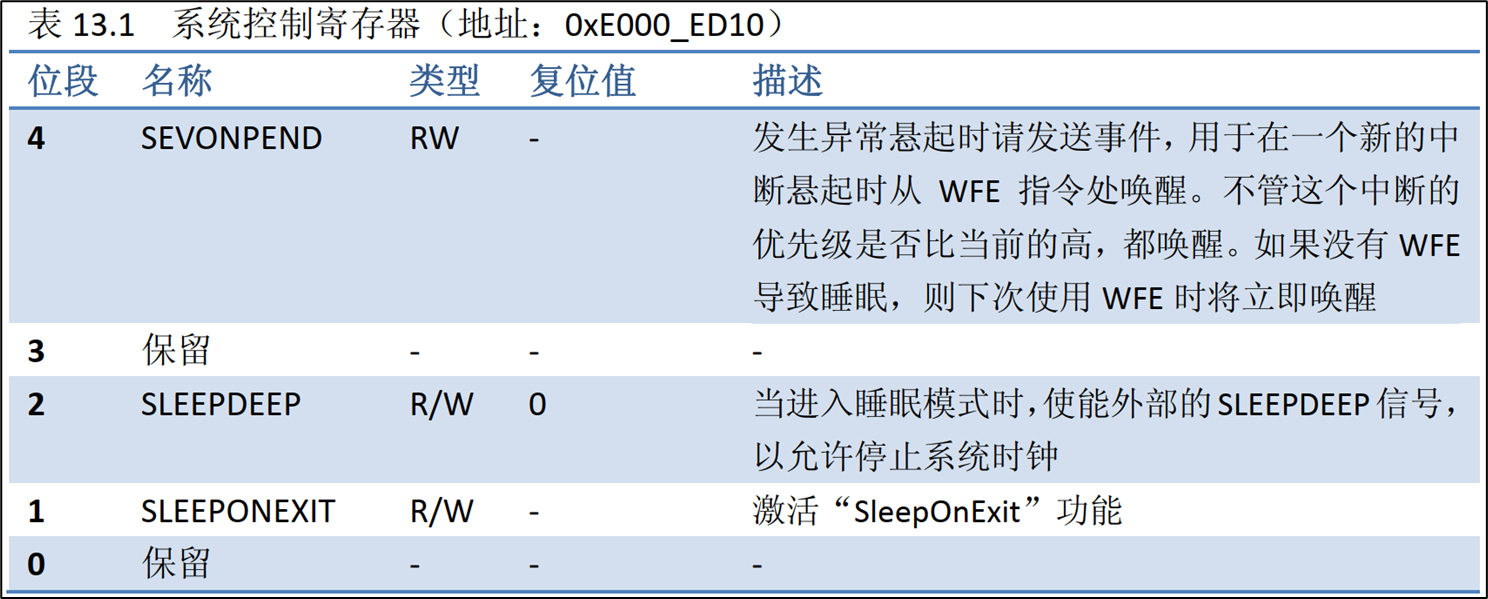 表 13.1 系统控制寄存器（地址：0xE000_ED10）
位段 名称 类型 复位值 描述
4 SEVONPEND RW - 发生异常悬起时请发送事件，用于在一个新的中
断悬起时从 WFE 指令处唤醒。不管这个中断的
优先级是否比当前的高，都唤醒。如果没有 WFE
导致睡眠，则下次使用 WFE 时将立即唤醒
3 保留 - - -
2 SLEEPDEEP R/W 0 当进入睡眠模式时，使能外部的 SLEEPDEEP 信号，
以允许停止系统时钟
1 SLEEPONEXIT R/W - 激活“SleepOnExit”功能
0 保留 - - -